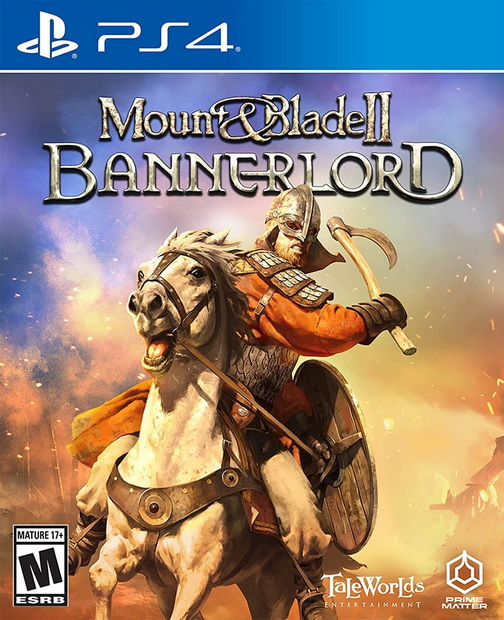 PS4
Mount & Blade II
BANNERLORD
MATURE 17+
M
ESRB
TaleWorlds
ENTERTAINMENT
PRIME
MATTER